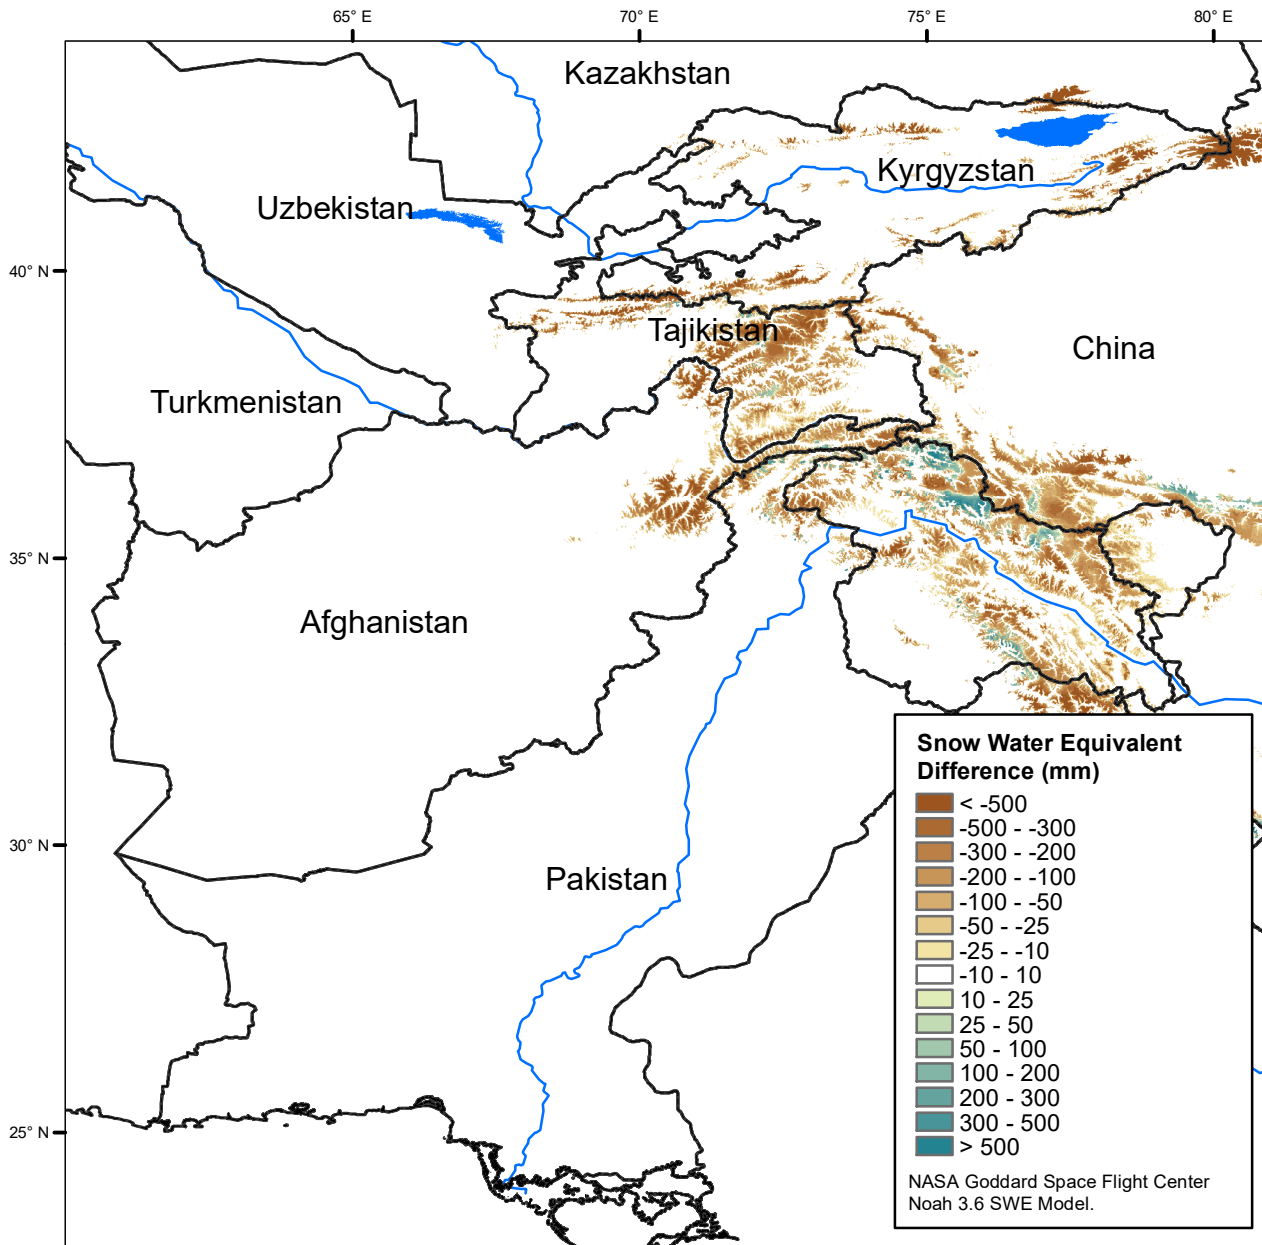 65° E
70° E
75° E
80° E
Kazakhstan
Kyrgyzstan
Uzbekistan
40° N
Tajikistan
China
Turkmenistan
35° N
Afghanistan
30° N
Pakistan
25° N
Snow Water Equivalent
Difference (mm)
< -500
-500 - -300
-300 - -200
-200 - -100
-100 - -50
-50 - -25
-25 - -10
-10 - 10
10 - 25
25 - 50
50 - 100
100 - 200
200 - 300
300 - 500
> 500
NASA Goddard Space Flight Center
Noah 3.6 SWE Model.